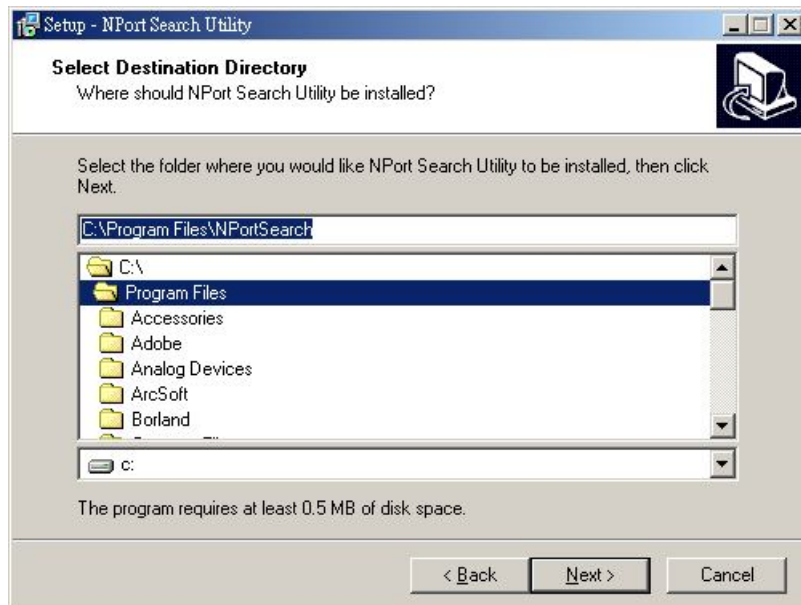 Setup - NPort Search Utility
Select Destination Directory
Where should NPort Search Utility be installed?
Select the folder where you would like NPort Search Utility to be installed, then click
Next.
C:\Program Files\NPortSearch
C:\
Program Files
Accessories
Adobe
Analog Devices
ArcSoft
Borland
c:
The program requires at least 0.5 MB of disk space.
< Back
Next >
Cancel